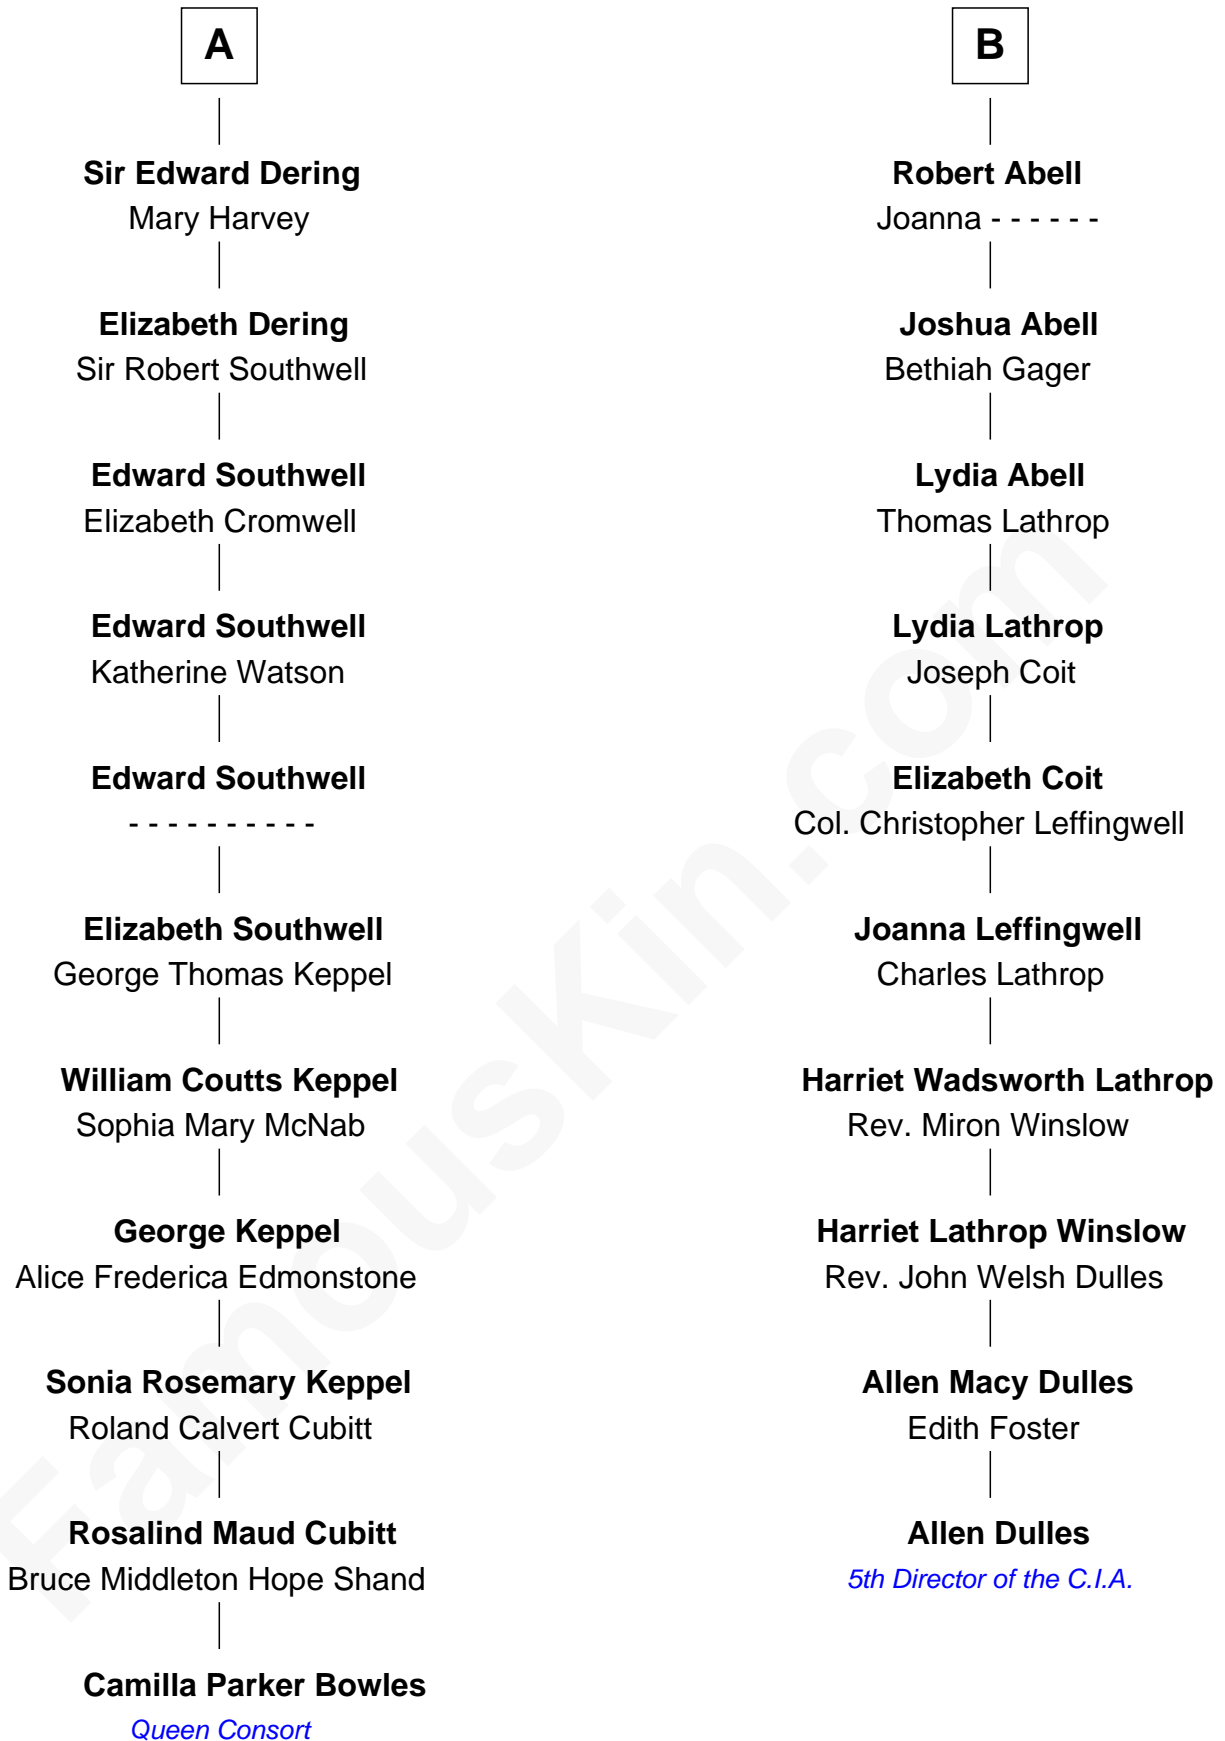 A
Sir Edward Dering
Mary Harvey
Elizabeth Dering
Sir Robert Southwell
Edward Southwell
Elizabeth Cromwell
Edward Southwell
Katherine Watson
Edward Southwell
- - - - - - - - - -
Elizabeth Southwell
George Thomas Keppel
William Coutts Keppel
Sophia Mary McNab
George Keppel
Alice Frederica Edmonstone
Sonia Rosemary Keppel
Roland Calvert Cubitt
Rosalind Maud Cubitt
Bruce Middleton Hope Shand
Camilla Parker Bowles
Queen Consort
B
Robert Abell
Joanna - - - - - -
Joshua Abell
Bethiah Gager
Lydia Abell
Thomas Lathrop
Lydia Lathrop
Joseph Coit
Elizabeth Coit
Col. Christopher Leffingwell
Joanna Leffingwell
Charles Lathrop
Harriet Wadsworth Lathrop
Rev. Miron Winslow
Harriet Lathrop Winslow
Rev. John Welsh Dulles
Allen Macy Dulles
Edith Foster
Allen Dulles
5th Director of the C.I.A.
FamousKin.com